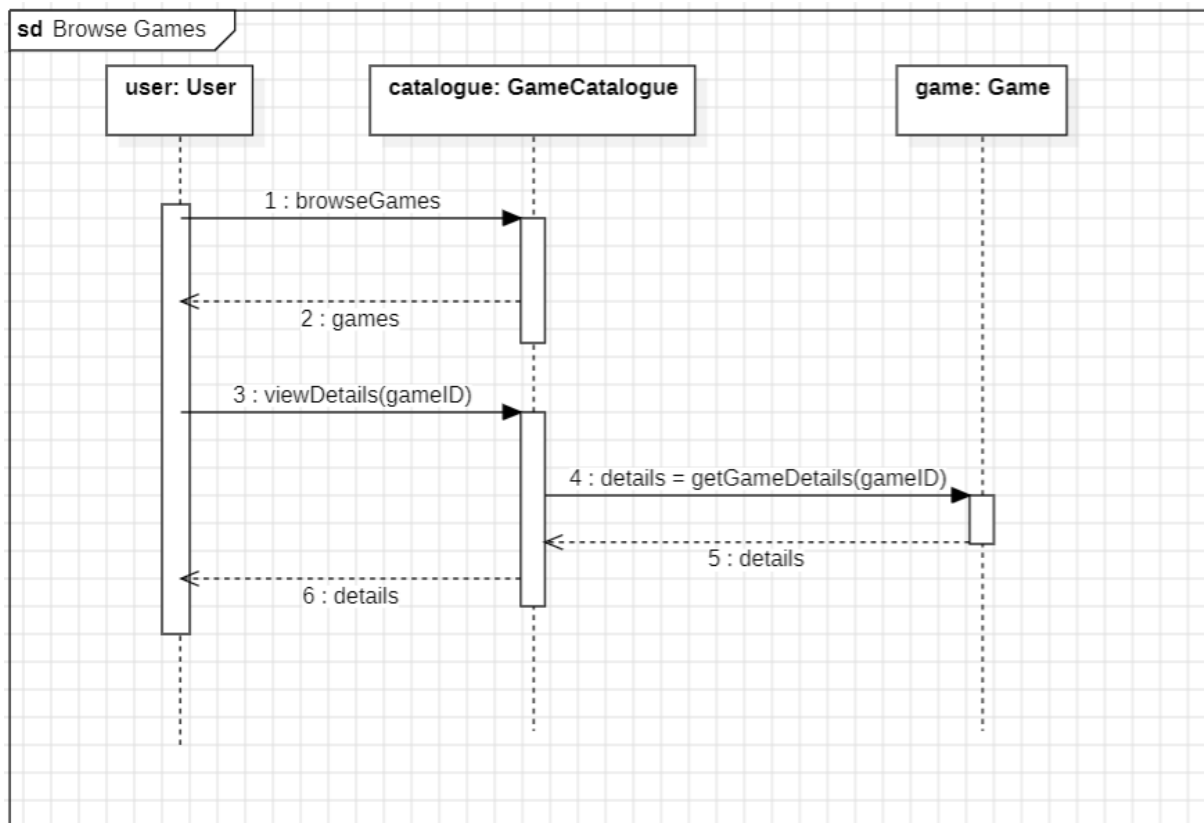 sd Browse Games
user: User
catalogue: GameCatalogue
game: Game
1 : browseGames
2 : games
3 : viewDetails(gameID)
4 : details = getGameDetails(gameID)
5 : details
6 : details